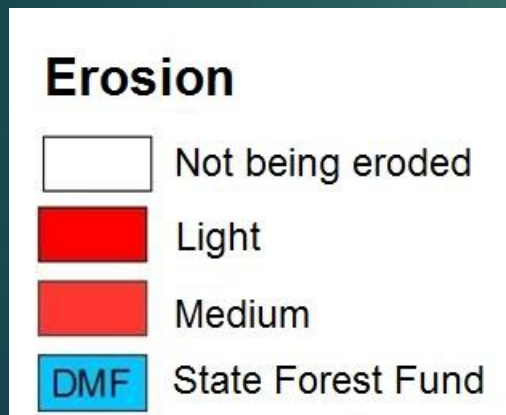 Erosion
Not being eroded
Light
Medium
DMF State Forest Fund